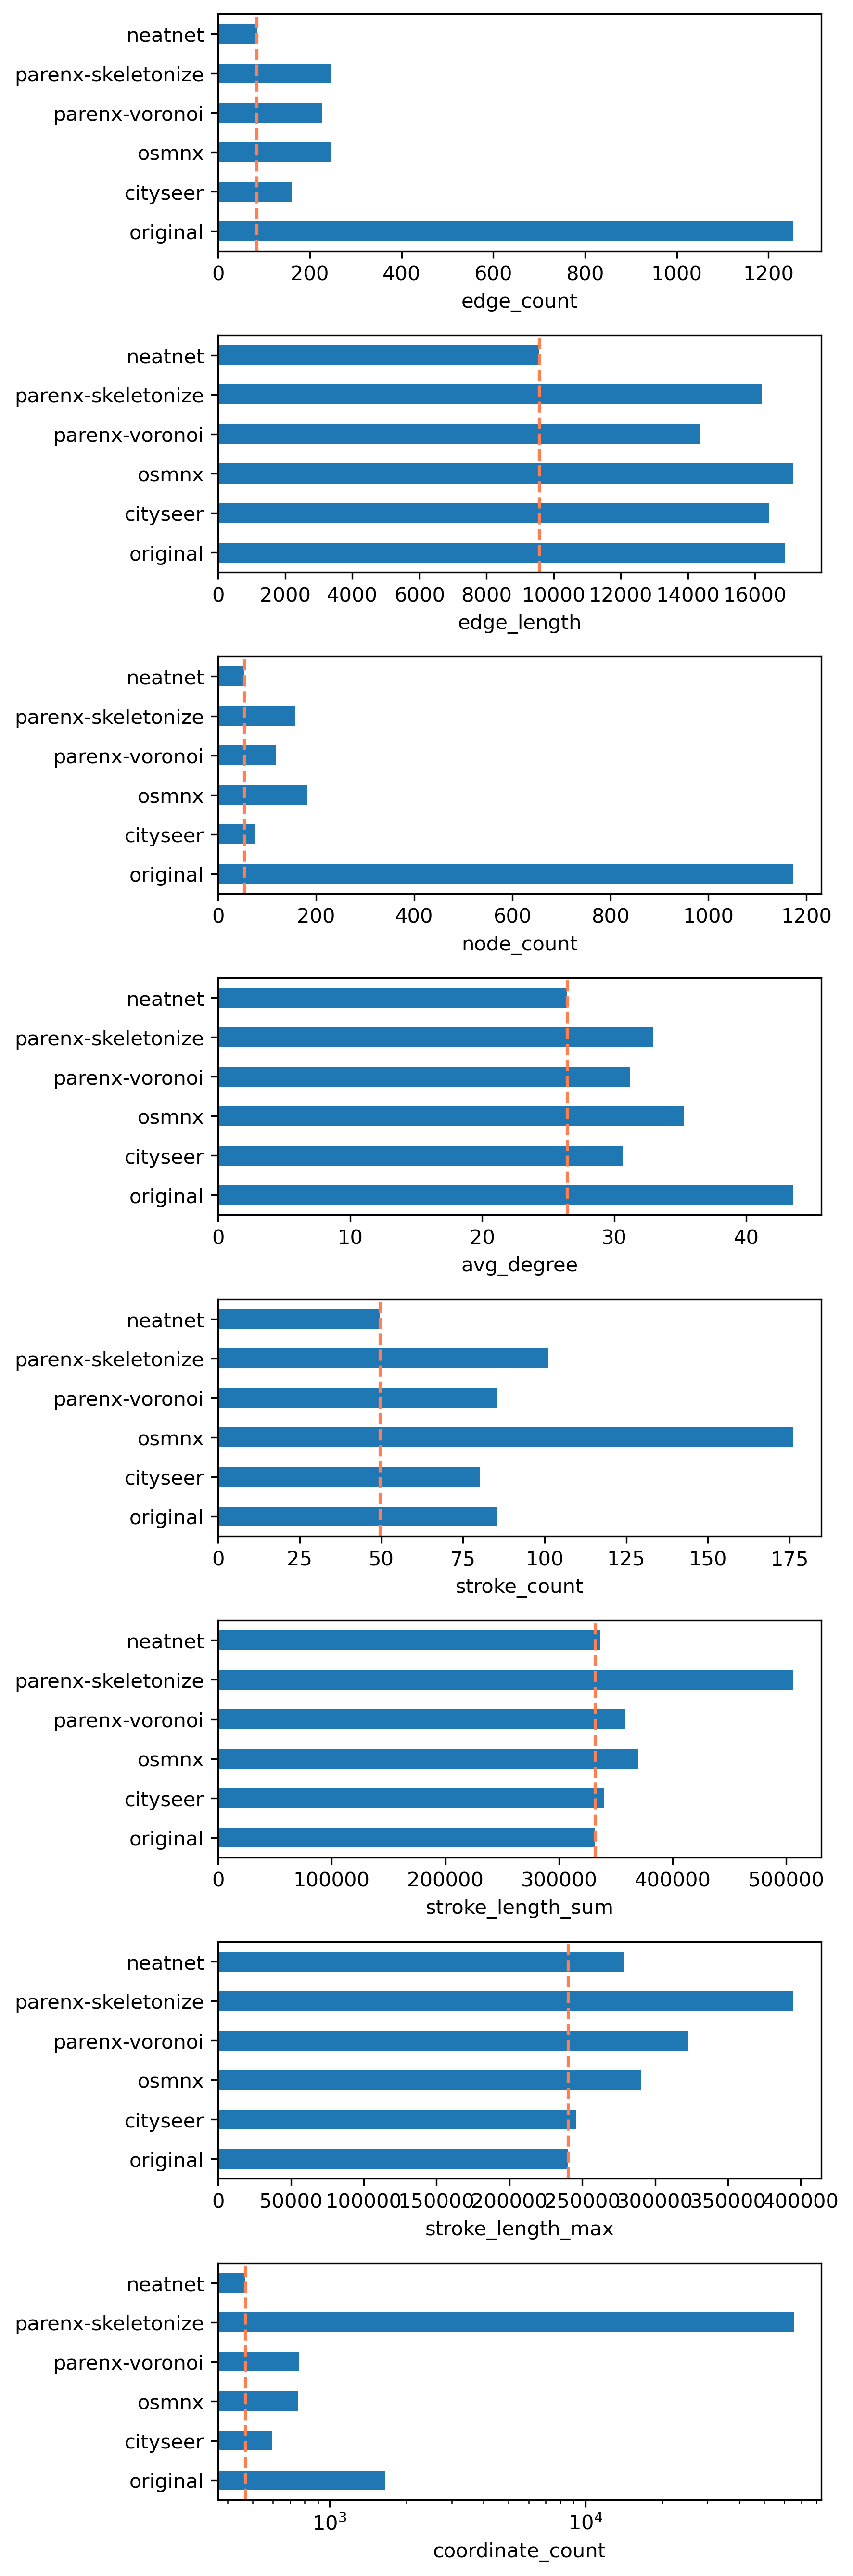 neatnet
parenx-skeletonize
parenx-voronoi
osmnx
cityseer
original
0 200 400 600 800 1000 1200
edge_count
neatnet
parenx-skeletonize
parenx-voronoi
osmnx
cityseer
original
0 2000 4000 6000 8000 10000 12000 14000 16000
edge_length
neatnet
parenx-skeletonize
parenx-voronoi
osmnx
cityseer
original
0 200 400 600 800 1000 1200
node_count
neatnet
parenx-skeletonize
parenx-voronoi
osmnx
cityseer
original
0 10 20 30 40
avg_degree
neatnet
parenx-skeletonize
parenx-voronoi
osmnx
cityseer
original
0 25 50 75 100 125 150 175
stroke_count
neatnet
parenx-skeletonize
parenx-voronoi
osmnx
cityseer
original
0 100000 200000 300000 400000 500000
stroke_length_sum
neatnet
parenx-skeletonize
parenx-voronoi
osmnx
cityseer
original
0 50000 100000 150000 200000 250000 300000 350000 400000
stroke_length_max
neatnet
parenx-skeletonize
parenx-voronoi
osmnx
cityseer
original
10³ 10⁴
coordinate_count